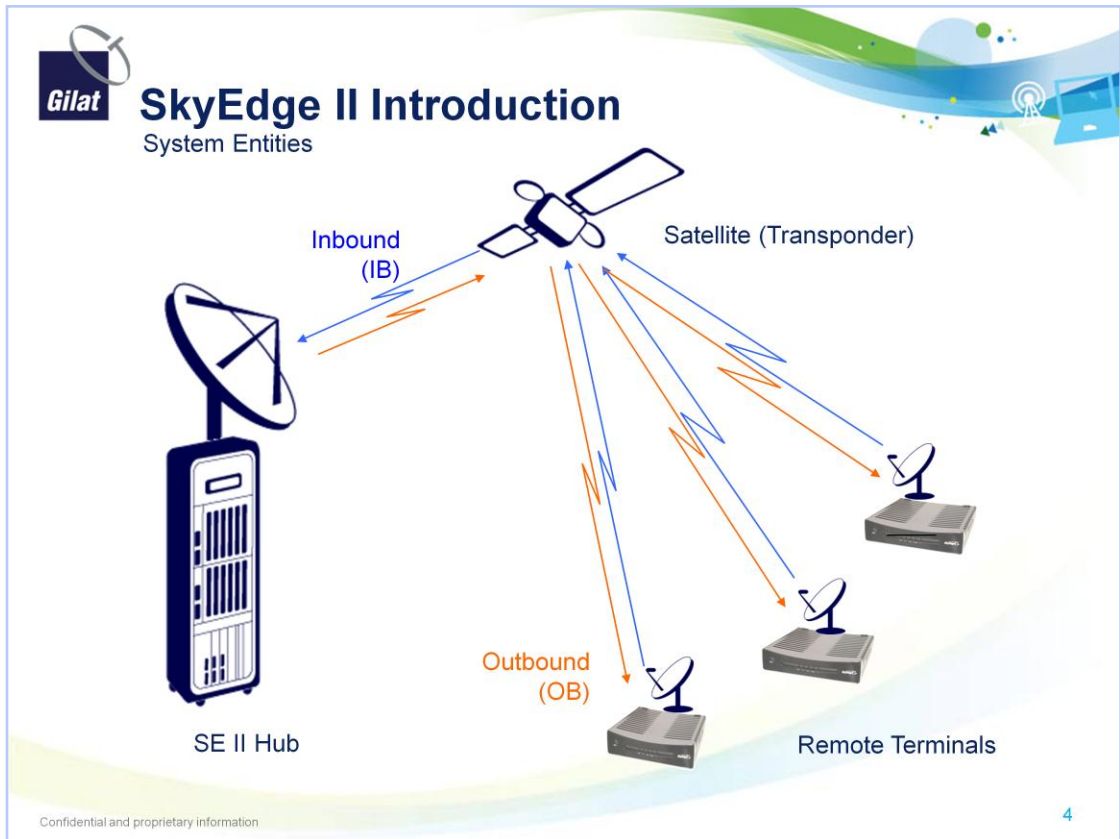 Gilat
SkyEdge II Introduction
System Entities
Inbound
(IB)
Satellite (Transponder)
Outbound
(OB)
SE II Hub
Remote Terminals
Confidential and proprietary information
4